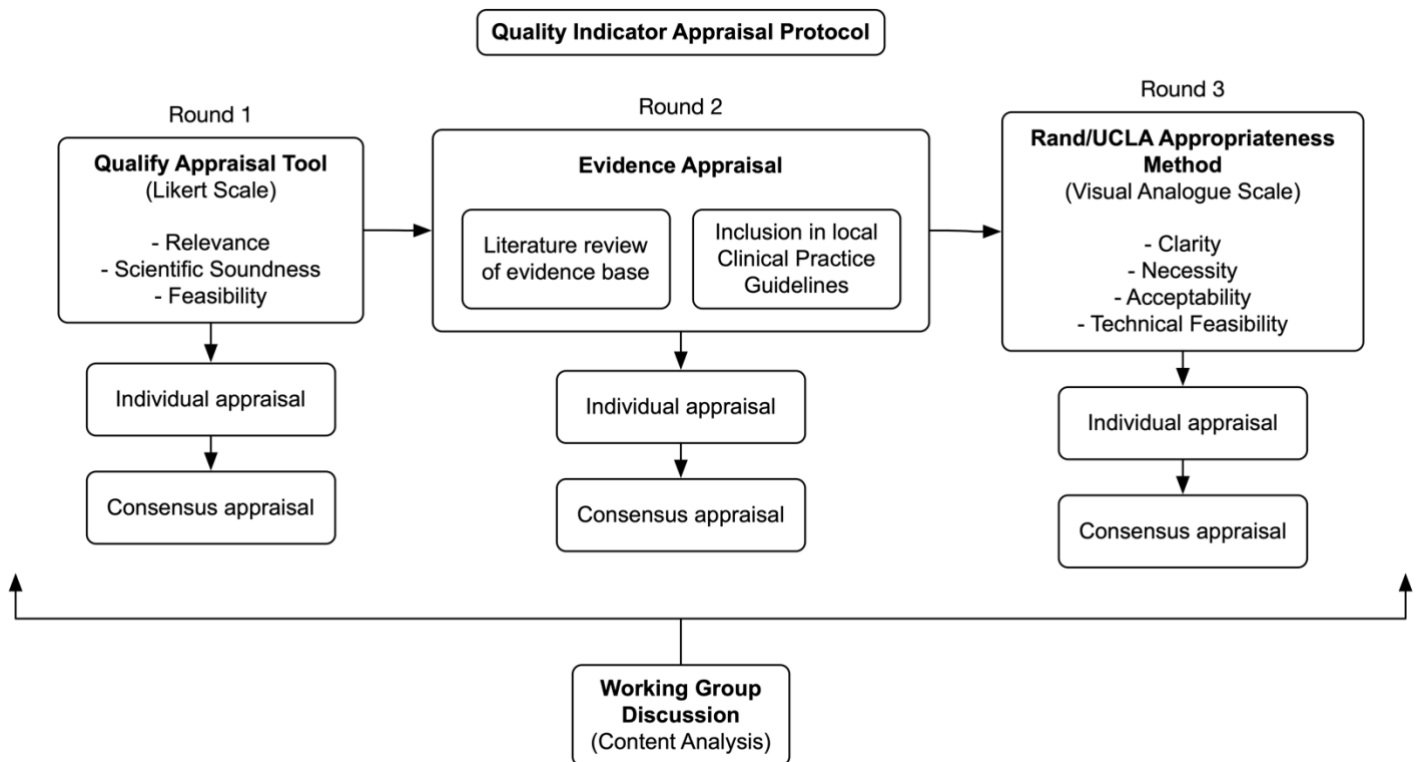 Quality Indicator Appraisal Protocol
Round 1
Qualify Appraisal Tool
(Likert Scale)
- Relevance
- Scientific Soundness
- Feasibility
Individual appraisal
Consensus appraisal
Round 2
Evidence Appraisal
Literature review
of evidence base
Inclusion in local
Clinical Practice
Guidelines
Individual appraisal
Consensus appraisal
Round 3
Rand/UCLA Appropriateness
Method
(Visual Analogue Scale)
- Clarity
- Necessity
- Acceptability
- Technical Feasibility
Individual appraisal
Consensus appraisal
Working Group
Discussion
(Content Analysis)